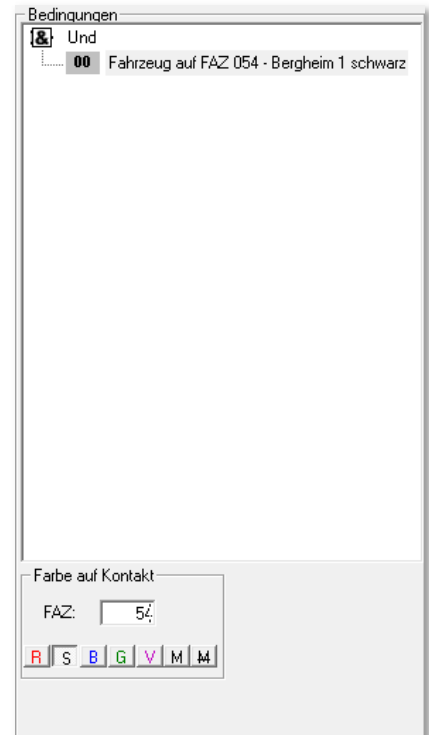 Bedingungen
& Und
00 Fahrzeug auf FAZ 054 - Bergheim 1 schwarz
Farbe auf Kontakt
FAZ: 54
R S B G V M M